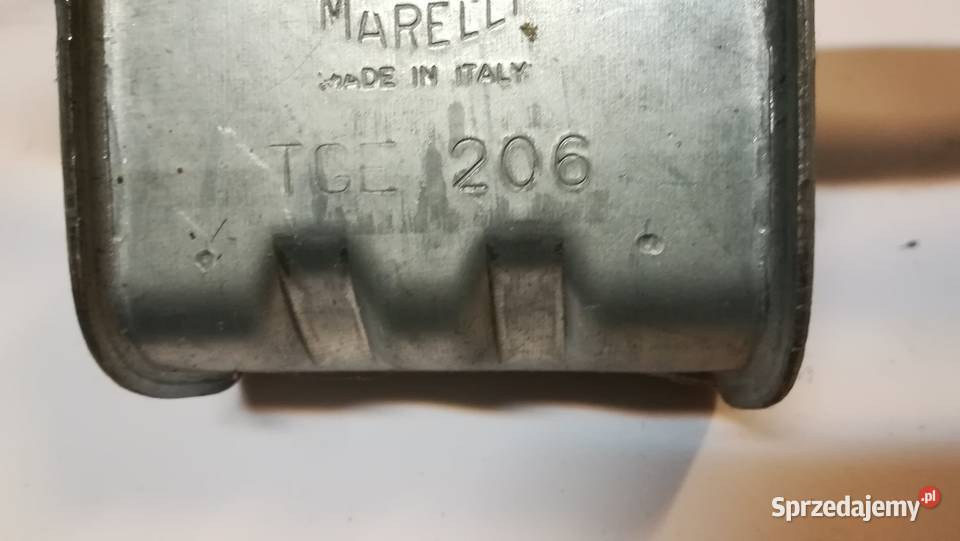 MARELLI
MADE IN ITALY
TCE 206
Sprzedajemy.pl